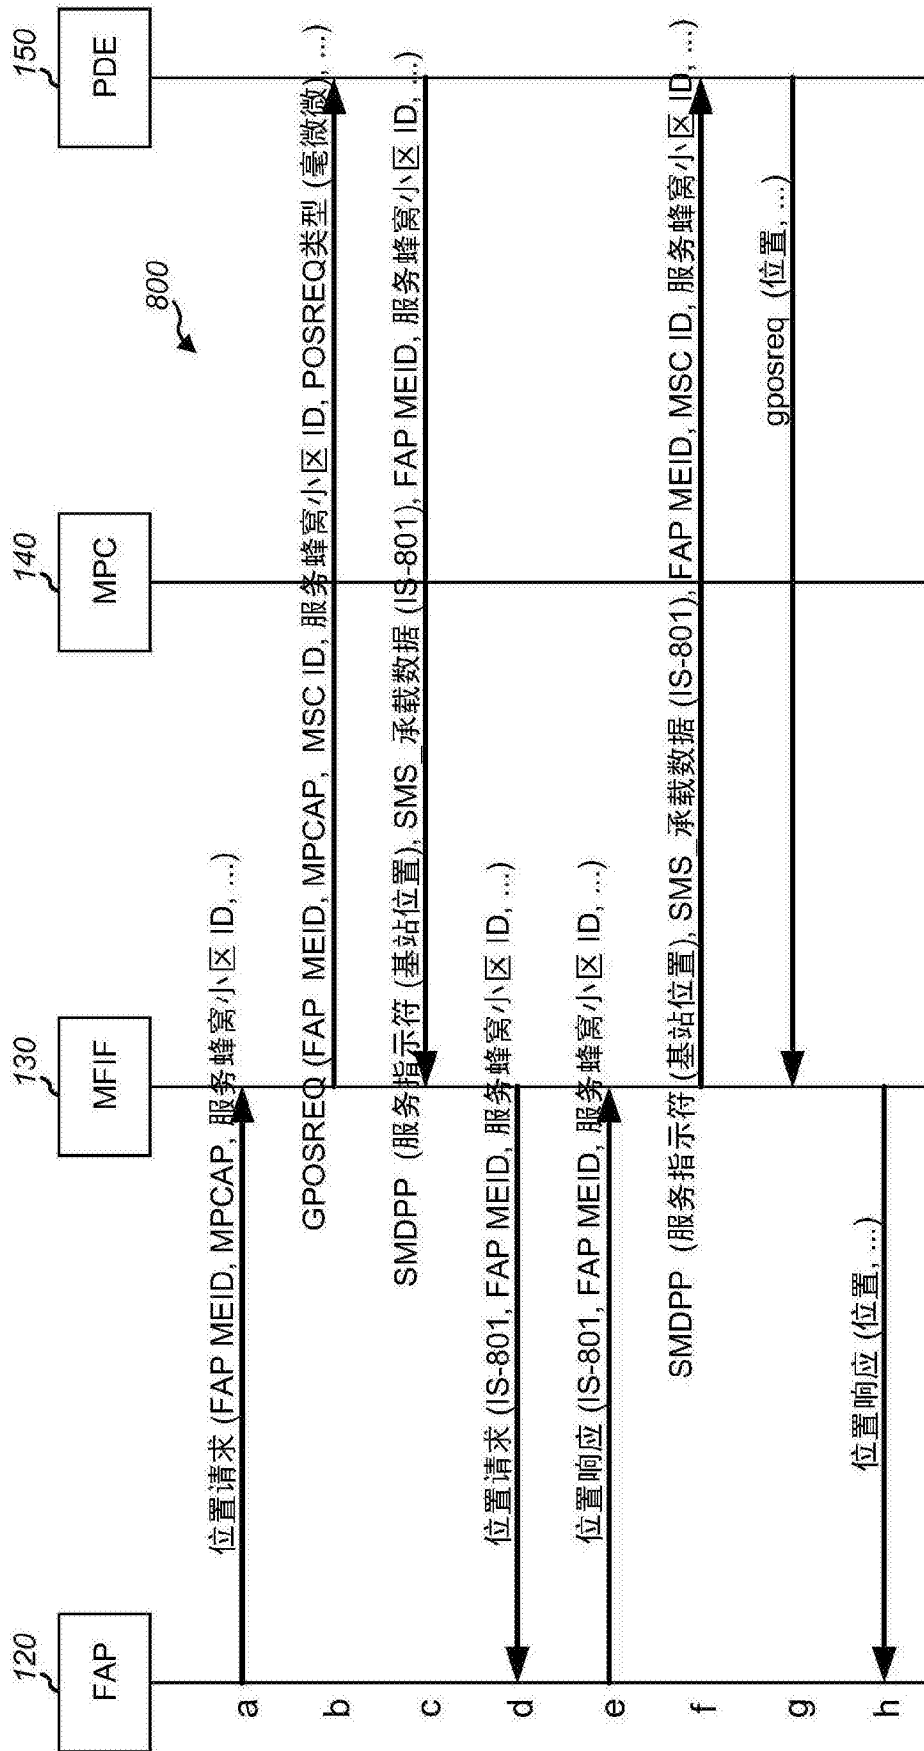 120
130
140
150
FAP
MFIF
MPC
PDE
800
a
位置请求 (FAP MEID, MPCAP, 服务蜂窝小区 ID, ...)
b
GPOSREQ (FAP MEID, MPCAP, MSC ID, 服务蜂窝小区 ID, POSREQ类型 (毫微微), ...)
c
SMDPP (服务指示符 (基站位置), SMS_承载数据 (IS-801), FAP MEID, 服务蜂窝小区 ID, ...)
d
位置请求 (IS-801, FAP MEID, 服务蜂窝小区 ID, ...)
e
位置响应 (IS-801, FAP MEID, 服务蜂窝小区 ID, ...)
f
SMDPP (服务指示符 (基站位置), SMS_承载数据 (IS-801), FAP MEID, MSC ID, 服务蜂窝小区 ID, ...)
g
gposreq (位置, ...)
h
位置响应 (位置, ...)